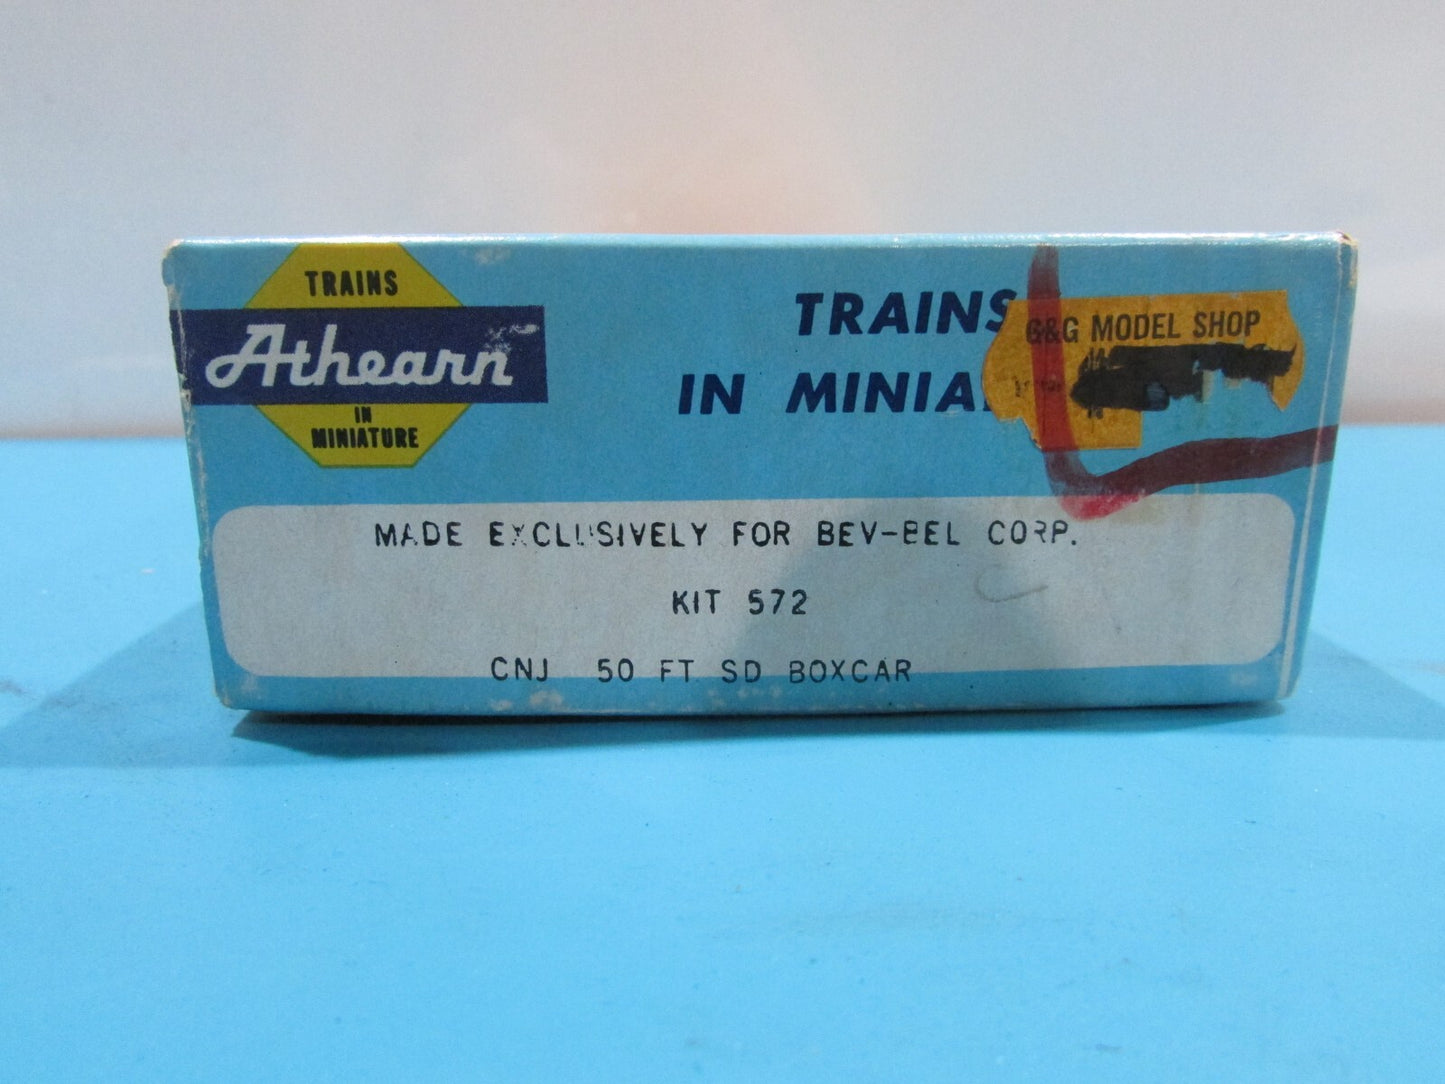 TRAINS
Athearn
IN
MINIATURE
TRAINS
IN MINIA
G&G MODEL SHOP
MADE EXCLUSIVELY FOR BEV-BEL CORP.
KIT 572
CNJ 50 FT SD BOXCAR